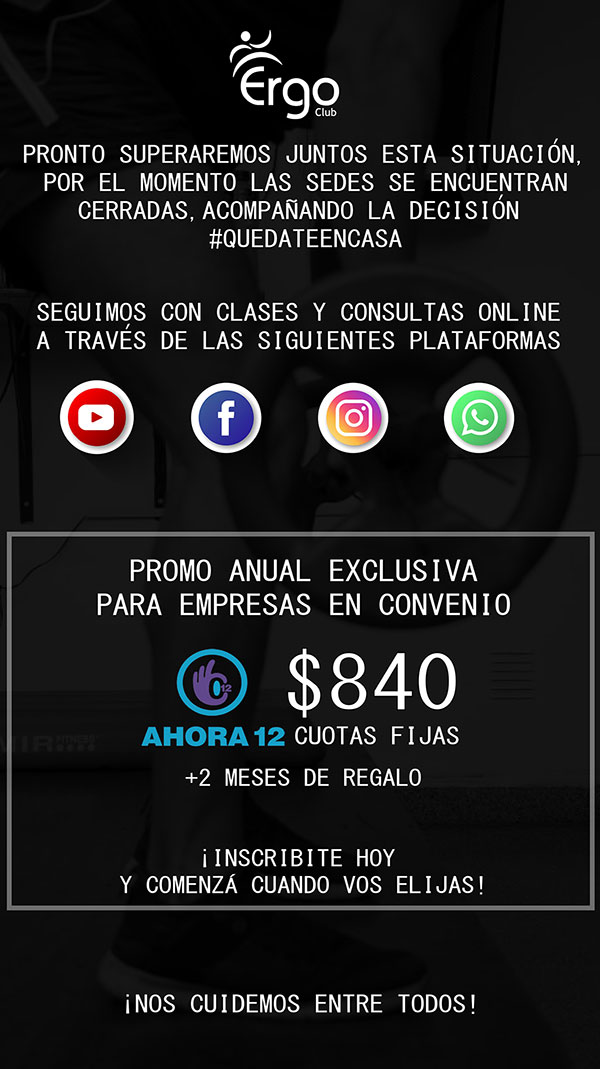 Ergo
Club
PRONTO SUPERAREMOS JUNTOS ESTA SITUACIÓN,
POR EL MOMENTO LAS SEDES SE ENCUENTRAN
CERRADAS, ACOMPAÑANDO LA DECISIÓN
#QUEDATEENCASA
SEGUIMOS CON CLASES Y CONSULTAS ONLINE
A TRAVÉS DE LAS SIGUIENTES PLATAFORMAS
PROMO ANUAL EXCLUSIVA
PARA EMPRESAS EN CONVENIO
12
$840
AHORA 12 CUOTAS FIJAS
+2 MESES DE REGALO
¡INSCRIBITE HOY
Y COMENZÁ CUANDO VOS ELIJAS!
¡NOS CUIDEMOS ENTRE TODOS!